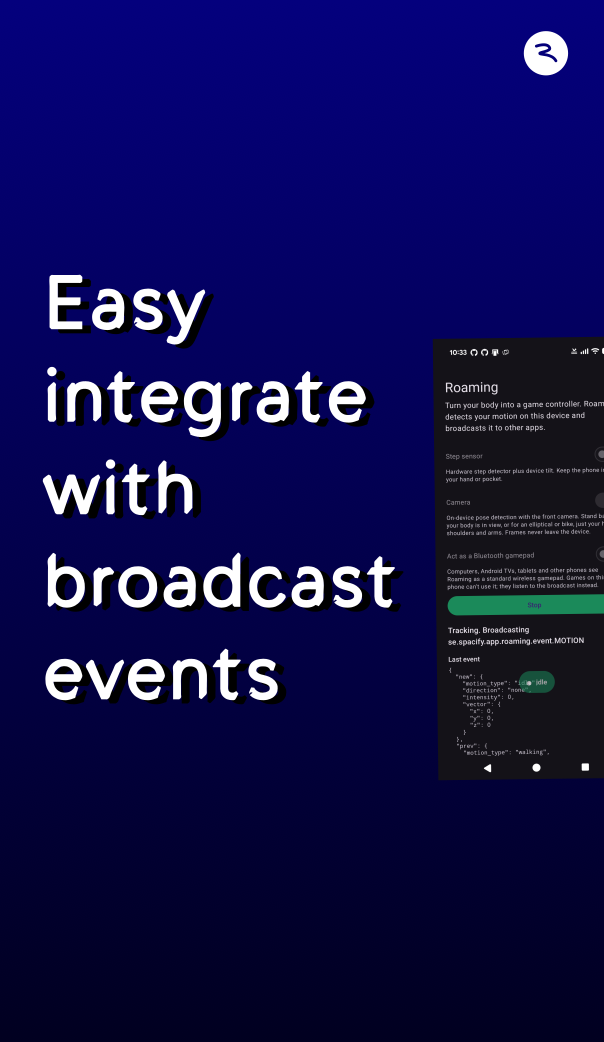 Easy
integrate
with
broadcast
events
10:33
Roaming
Turn your body into a game controller. Roam
detects your motion on this device and
broadcasts it to other apps.
Step sensor
Hardware step detector plus device tilt. Keep the phone i
your hand or pocket.
Camera
On-device pose detection with the front camera. Stand ba
your body is in view, or for an elliptical or bike, just your h
shoulders and arms. Frames never leave the device.
Act as a Bluetooth gamepad
Computers, Android TVs, tablets and other phones see
Roaming as a standard wireless gamepad. Games on this
phone can't use it; they listen to the broadcast instead.
Stop
Tracking. Broadcasting
se.spacify.app.roaming.event.MOTION
Last event
{
"new": {
"motion_type": "idle",
idle
"direction": "none",
"intensity": 0,
"vector": {
"x": 0,
"y": 0,
"z": 0
}
},
"prev": {
"motion_type": "walking",